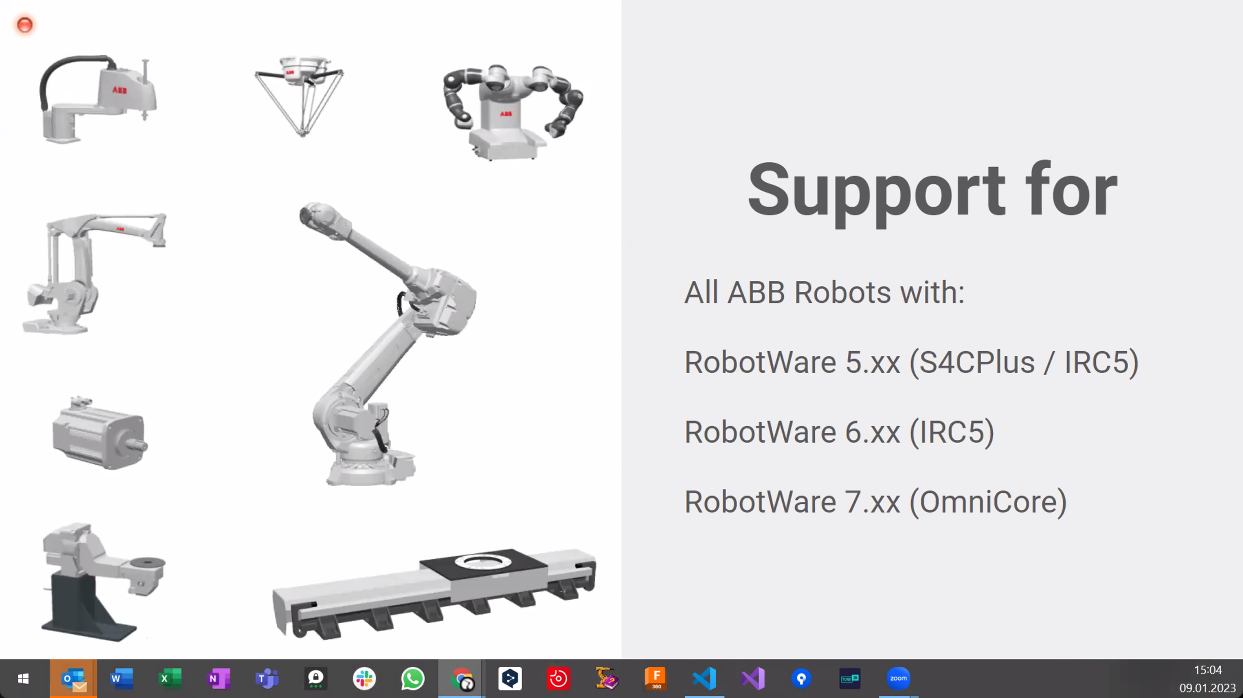 ABB
ABB
ABB
ABB
Support for
All ABB Robots with:
RobotWare 5.xx (S4CPlus / IRC5)
RobotWare 6.xx (IRC5)
RobotWare 7.xx (OmniCore)
zoom
15:04
09.01.2023